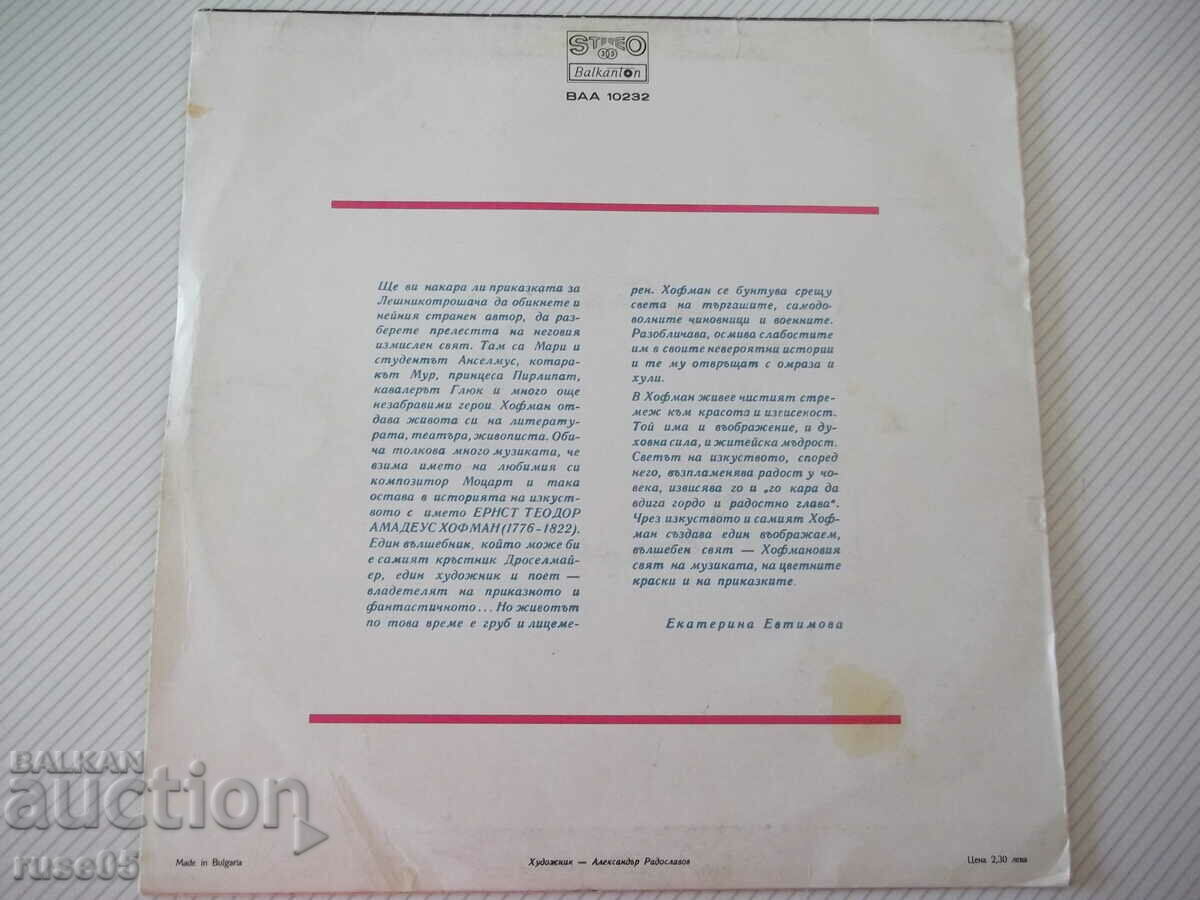 STEREO
Balkanton
BAA 10232
Ще ви накара ли приказката за
Лешникотрошача да обикнете и
нейния странен автор, да раз-
берете прелестта на неговия
измислен свят. Там са Мари и
студентът Анселмус, котара-
кът Мур, принцеса Пирлипат,
кавалерът Глюк и много още
незабравими герои. Хофман от-
дава живота си на литерату-
рата, театъра, живописта. Оби-
ча толкова много музиката, че
взима името на любимия си
композитор Моцарт и така
остава в историята на изкуст-
вото с името ЕРНСТ ТЕОДОР
АМАДЕУС ХОФМАН (1776-1822).
Един вълшебник, който може би
е самият кръстник Дроселмай-
ер, един художник и поет —
владетелят на приказното и
фантастичното... Но животът
по това време е груб и лицеме-
рен. Хофман се бунтува срещу
света на търгашите, самодо-
волните чиновници и военните.
Разобличава, осмива слабостите
им в своите невероятни истории
и те му отвръщат с омраза и
хули.
В Хофман живее чистият стре-
меж към красота и изисканост.
Той има и въображение, и ду-
ховна сила, и житейска мъдрост.
Светът на изкуството, според
него, възпламенява радост у чо-
века, извисява го и „го кара да
вдига гордо и радостно глава“.
Чрез изкуството и самият Хоф-
ман създава един въображаем,
вълшебен свят — Хофмановия
свят на музиката, на цветните
краски и на приказките.
Екатерина Евтимова
BALKAN
auction
ruse05
Made in Bulgaria
Художник — Александър Радославов
Цена 2,30 лева